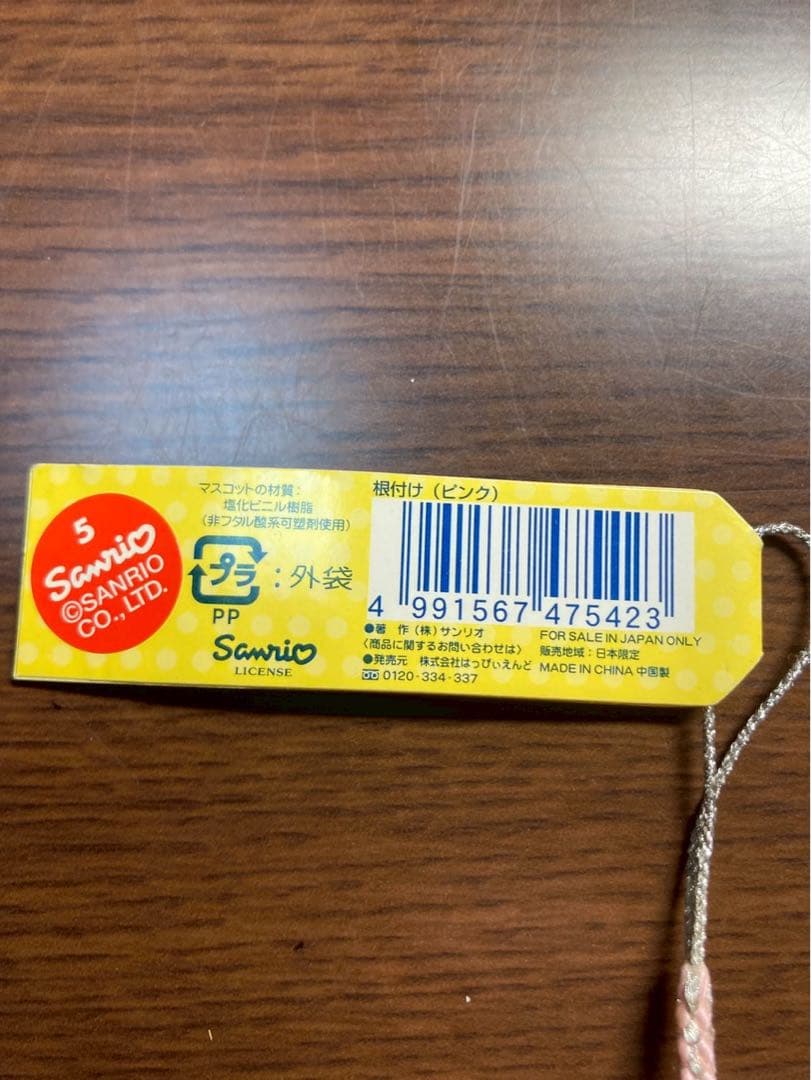 5
Sanrio
©SANRIO
CO., LTD.
マスコットの材質：
塩化ビニル樹脂
（非フタル酸系可塑剤使用）
プラ：外袋
PP
Sanrio
LICENSE
根付け（ピンク）
4 991567 475423
●著　作（株）サンリオ
〈商品に関するお問い合わせは〉
●発売元　株式会社はっぴぃえんど
0120-334-337
FOR SALE IN JAPAN ONLY
販売地域：日本限定
MADE IN CHINA 中国製